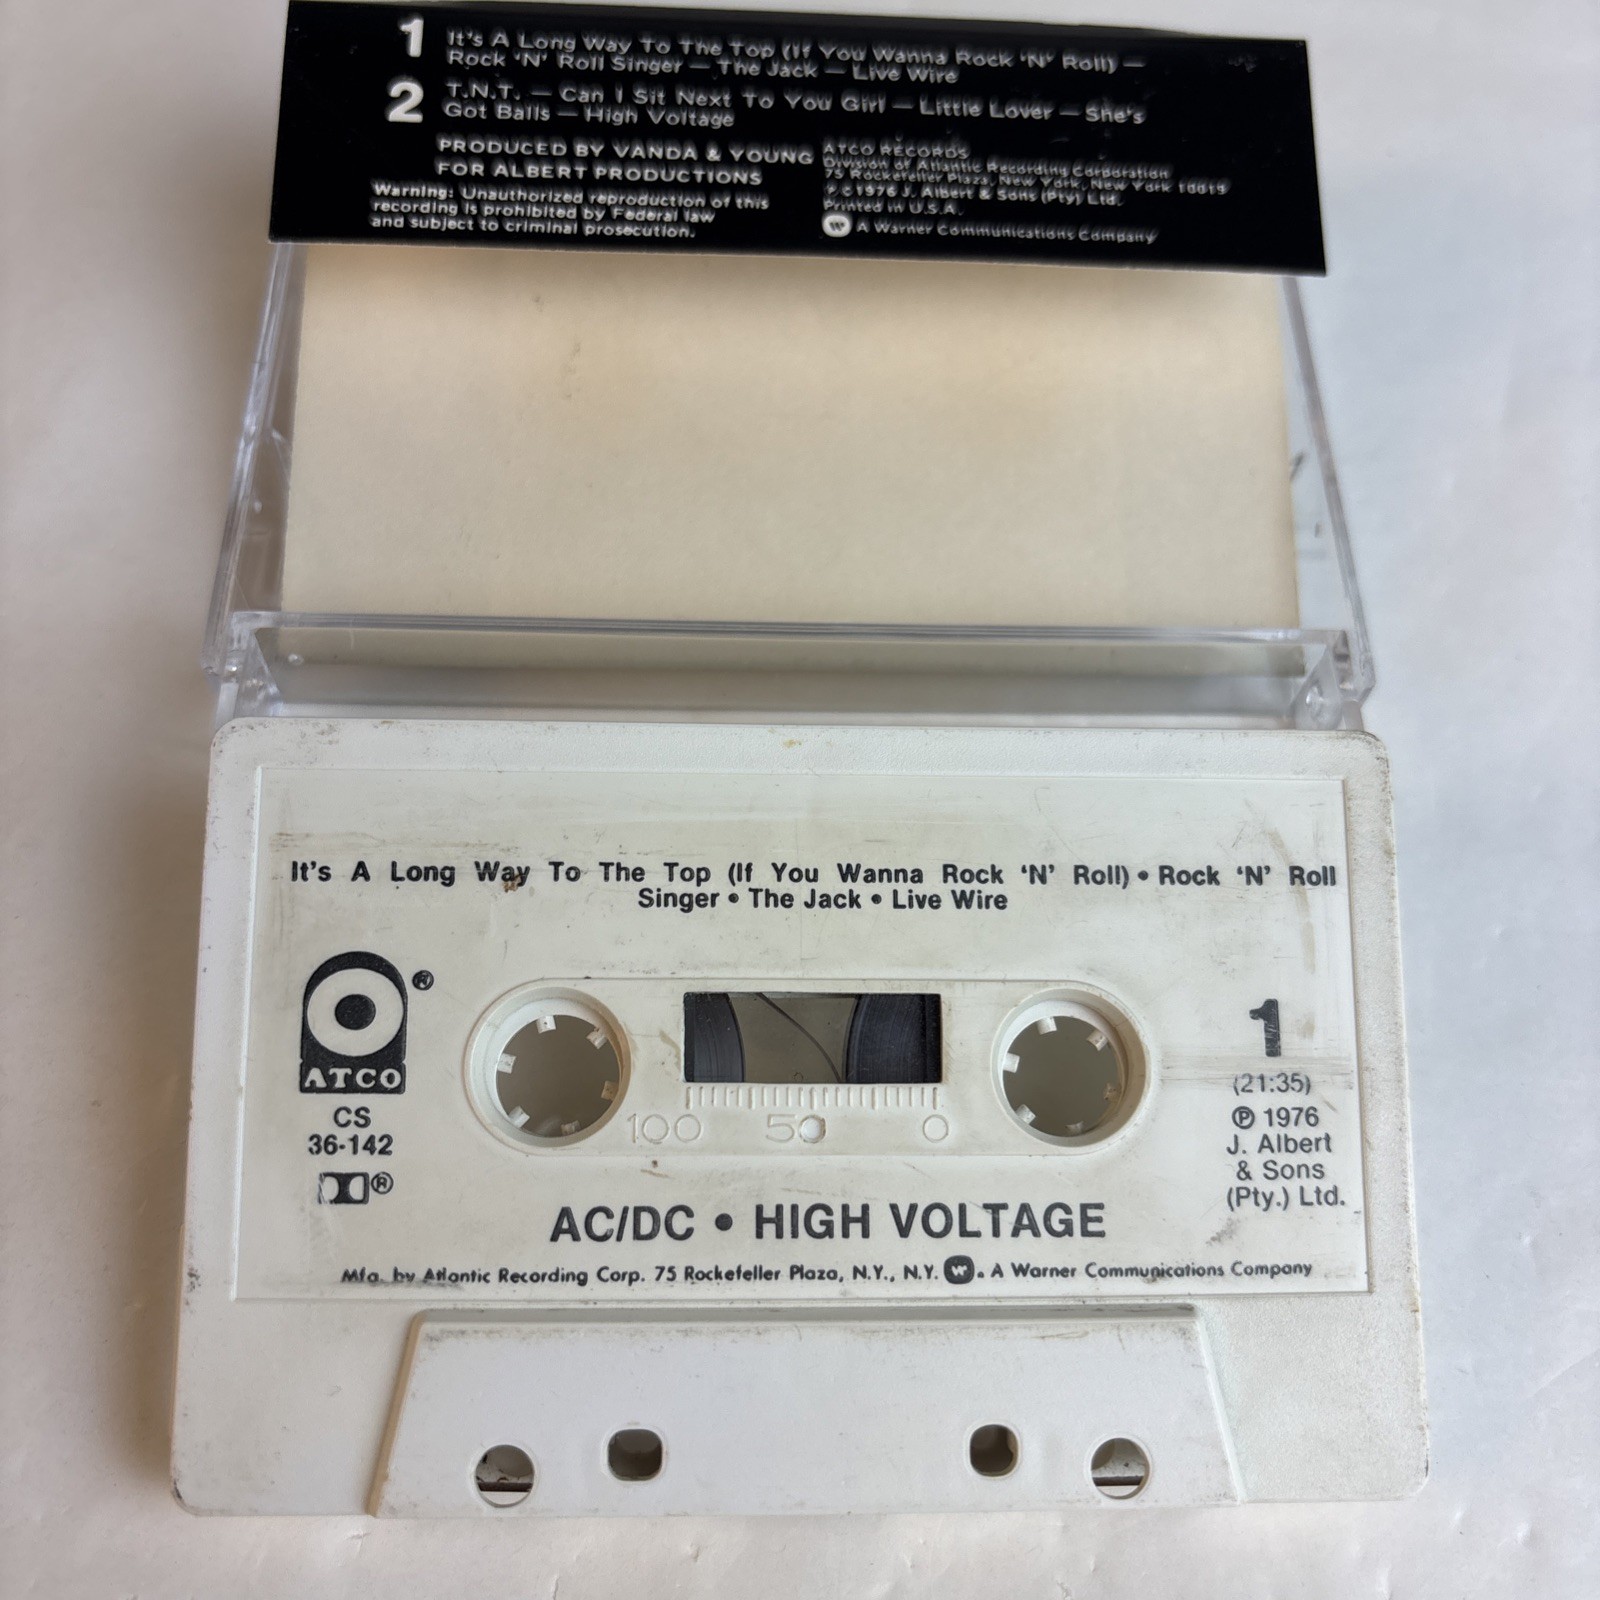 1 It's A Long Way To The Top (If You Wanna Rock 'N' Roll) —
Rock 'N' Roll Singer — The Jack — Live Wire
2 T.N.T. — Can I Sit Next To You Girl — Little Lover — She's
Got Balls — High Voltage
PRODUCED BY VANDA & YOUNG
FOR ALBERT PRODUCTIONS
Warning: Unauthorized reproduction of this
recording is prohibited by Federal law
and subject to criminal prosecution.
ATCO RECORDS
Division of Atlantic Recording Corporation
75 Rockefeller Plaza, New York, New York 10019
℗ © 1976 J. Albert & Sons (Pty) Ltd.
Printed in U.S.A.
A Warner Communications Company
It's A Long Way To The Top (If You Wanna Rock 'N' Roll) • Rock 'N' Roll
Singer • The Jack • Live Wire
ATCO ®
CS
36-142
®
100 50 0
1
(21:35)
℗ 1976
J. Albert
& Sons
(Pty.) Ltd.
AC/DC • HIGH VOLTAGE
Mfg. by Atlantic Recording Corp. 75 Rockefeller Plaza, N.Y., N.Y. W. A Warner Communications Company